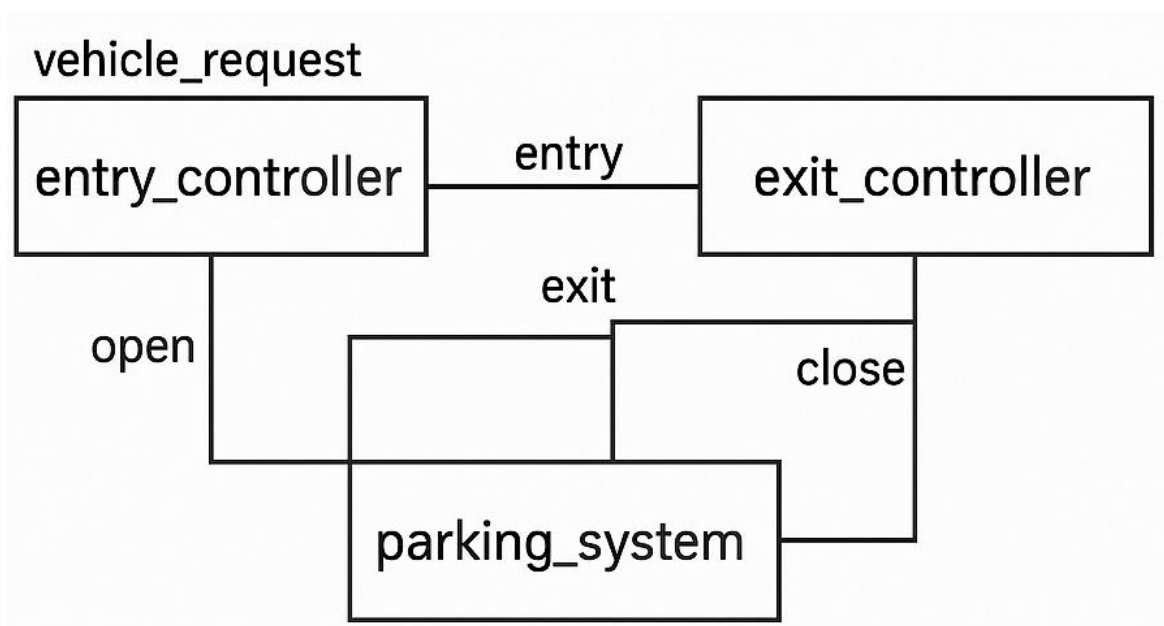 vehicle_request
entry_controller
entry
exit_controller
exit
open
close
parking_system